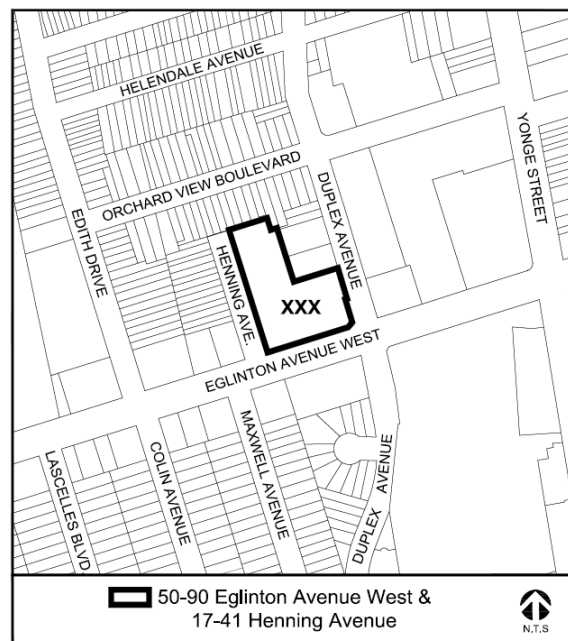 HELENDALE AVENUE
YONGE STREET
ORCHARD VIEW BOULEVARD
DUPLEX AVENUE
EDITH DRIVE
HENNING AVE.
XXX
EGLINTON AVENUE WEST
LASCELLES BLVD
COLIN AVENUE
MAXWELL AVENUE
DUPLEX AVENUE
50-90 Eglinton Avenue West &
17-41 Henning Avenue
N.T.S